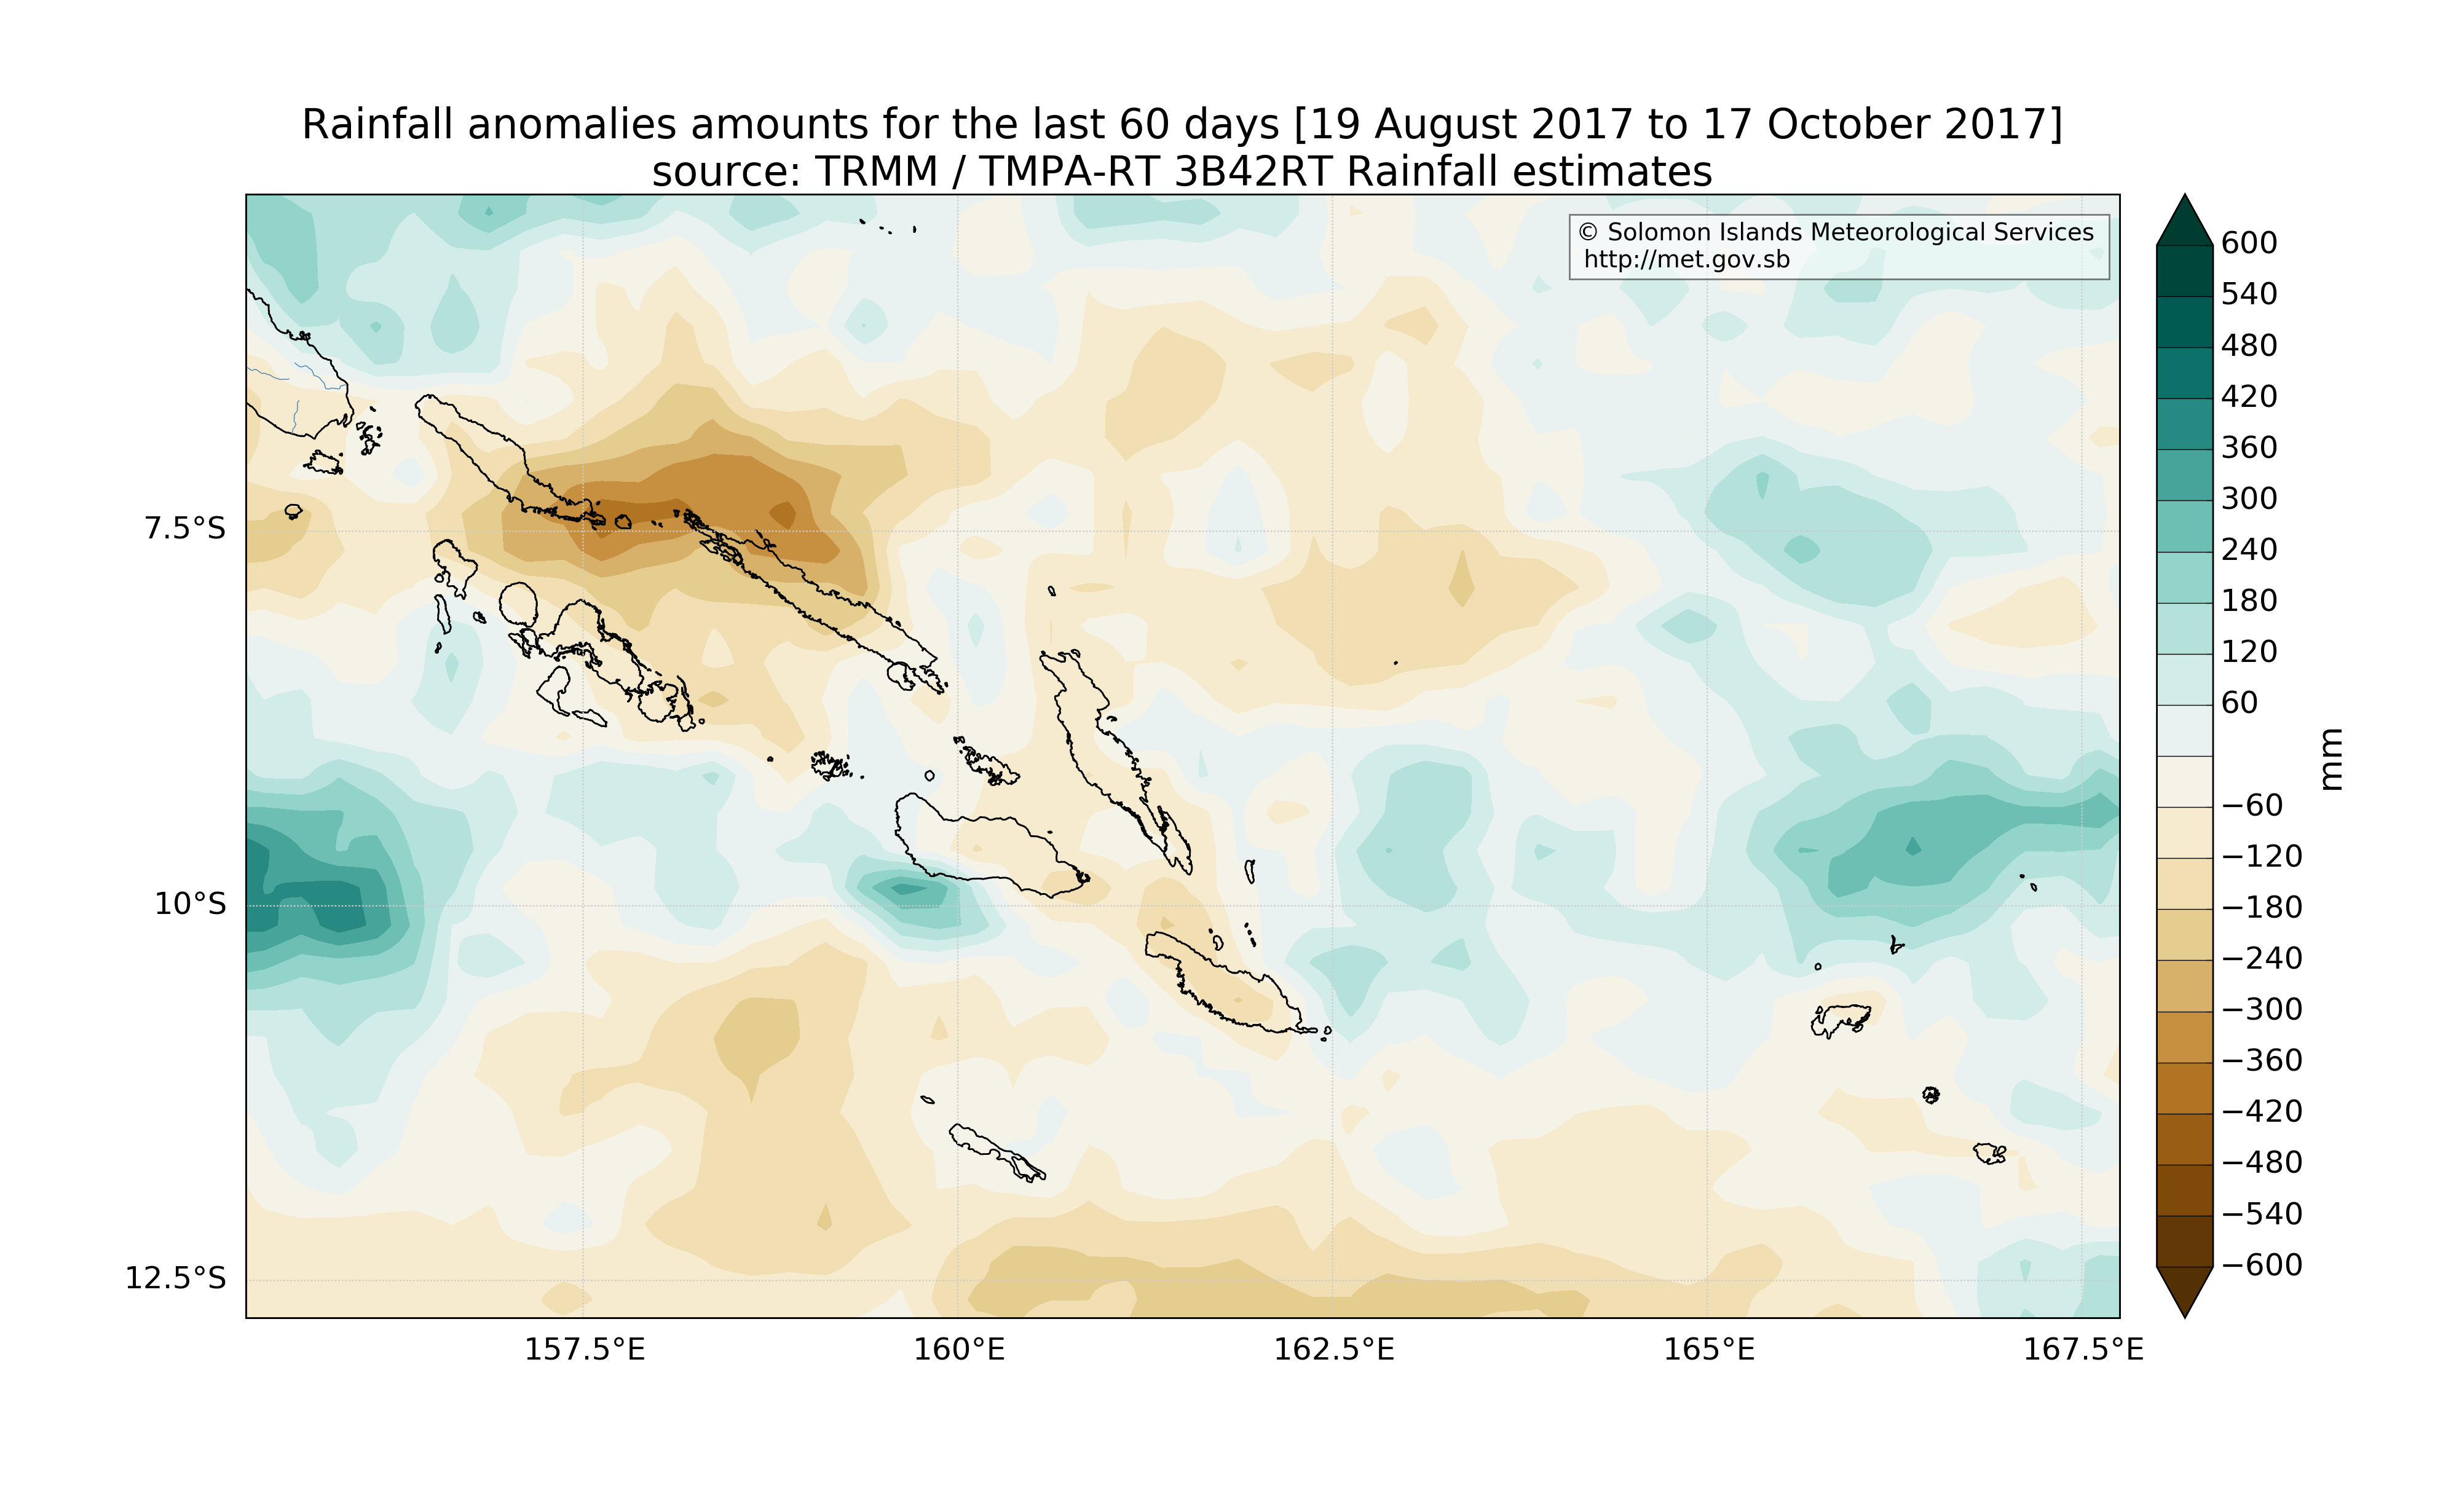 Rainfall anomalies amounts for the last 60 days [19 August 2017 to 17 October 2017]
source: TRMM / TMPA-RT 3B42RT Rainfall estimates
© Solomon Islands Meteorological Services
http://met.gov.sb
7.5°S
10°S
12.5°S
157.5°E
160°E
162.5°E
165°E
167.5°E
600
540
480
420
360
300
240
180
120
60
−60
−120
−180
−240
−300
−360
−420
−480
−540
−600
mm